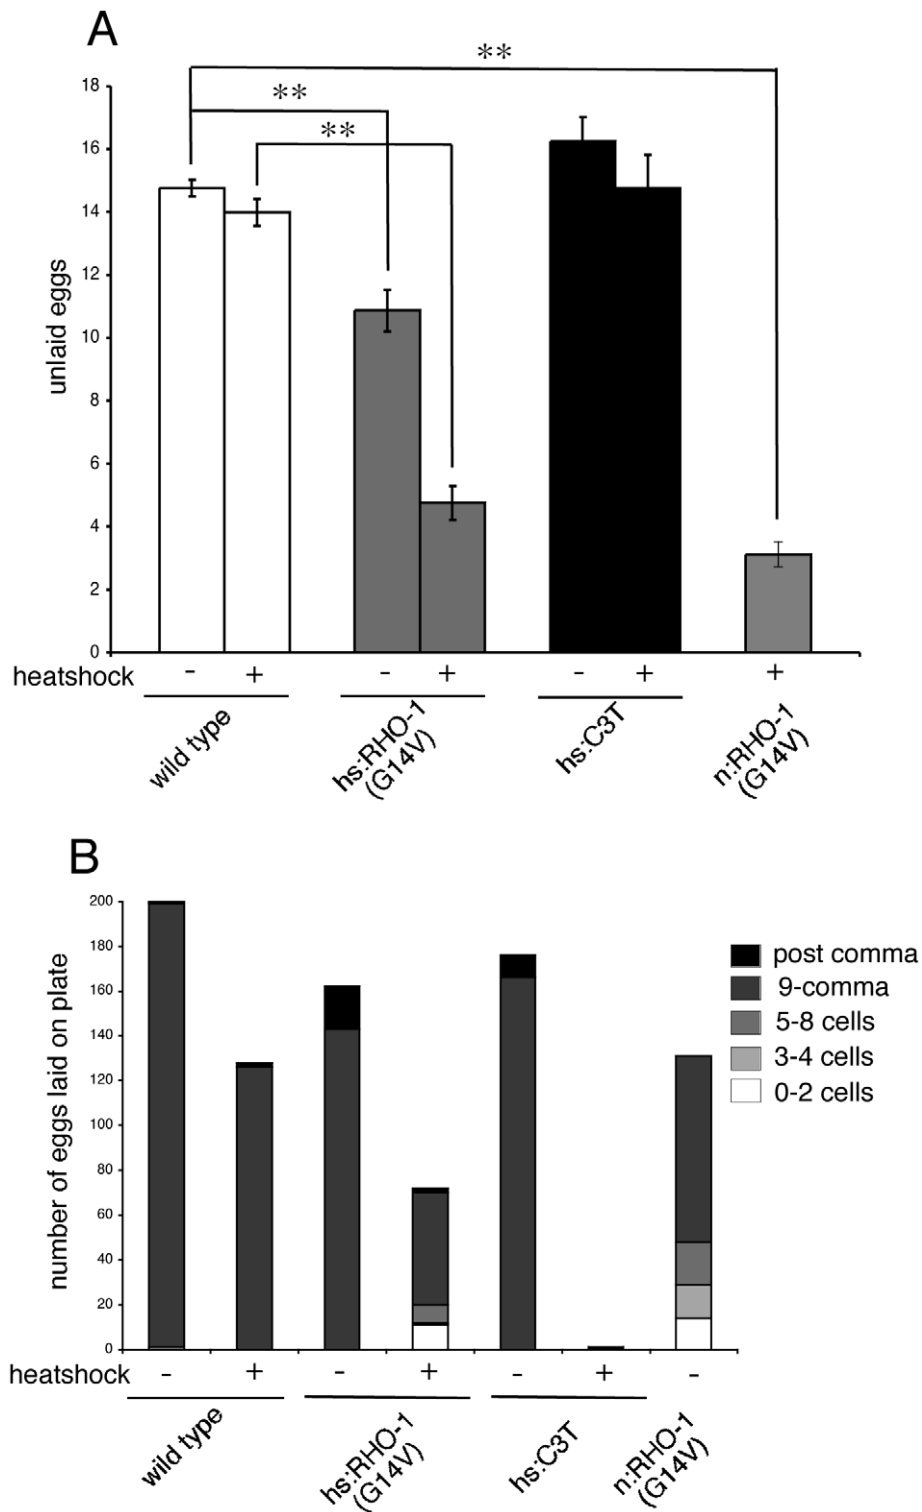 A
**
**
**
unlaid eggs
18
16
14
12
10
8
6
4
2
0
heatshock - + - + - + +
wild type
hs:RHO-1
(G14V)
hs:C3T
n:RHO-1
(G14V)
B
number of eggs laid on plate
200
180
160
140
120
100
80
60
40
20
0
post comma
9-comma
5-8 cells
3-4 cells
0-2 cells
heatshock - + - + - + -
wild type
hs:RHO-1
(G14V)
hs:C3T
n:RHO-1
(G14V)